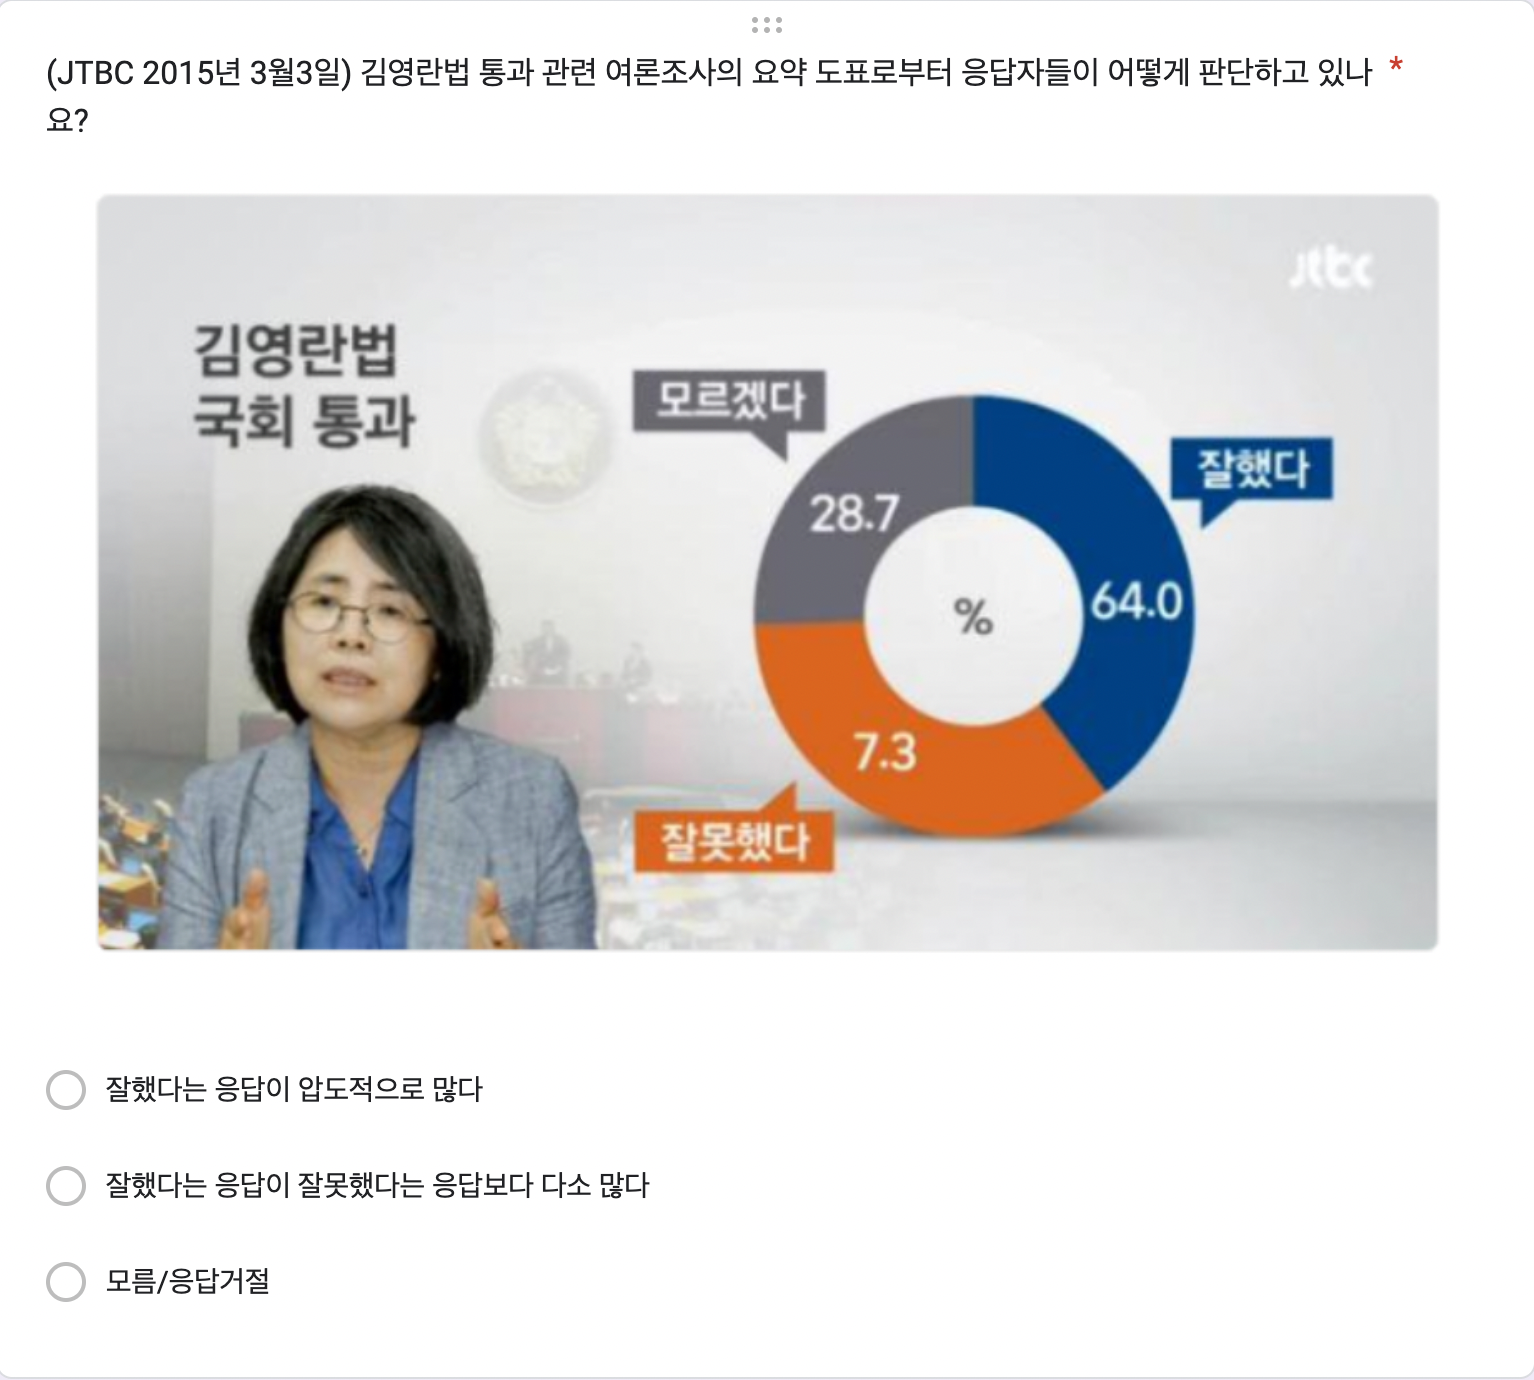 (JTBC 2015년 3월3일) 김영란법 통과 관련 여론조사의 요약 도표로부터 응답자들이 어떻게 판단하고 있나 *
요?
jtbc
김영란법
국회 통과
모르겠다
잘했다
28.7
64.0
%
7.3
잘못했다
잘했다는 응답이 압도적으로 많다
잘했다는 응답이 잘못했다는 응답보다 다소 많다
모름/응답거절